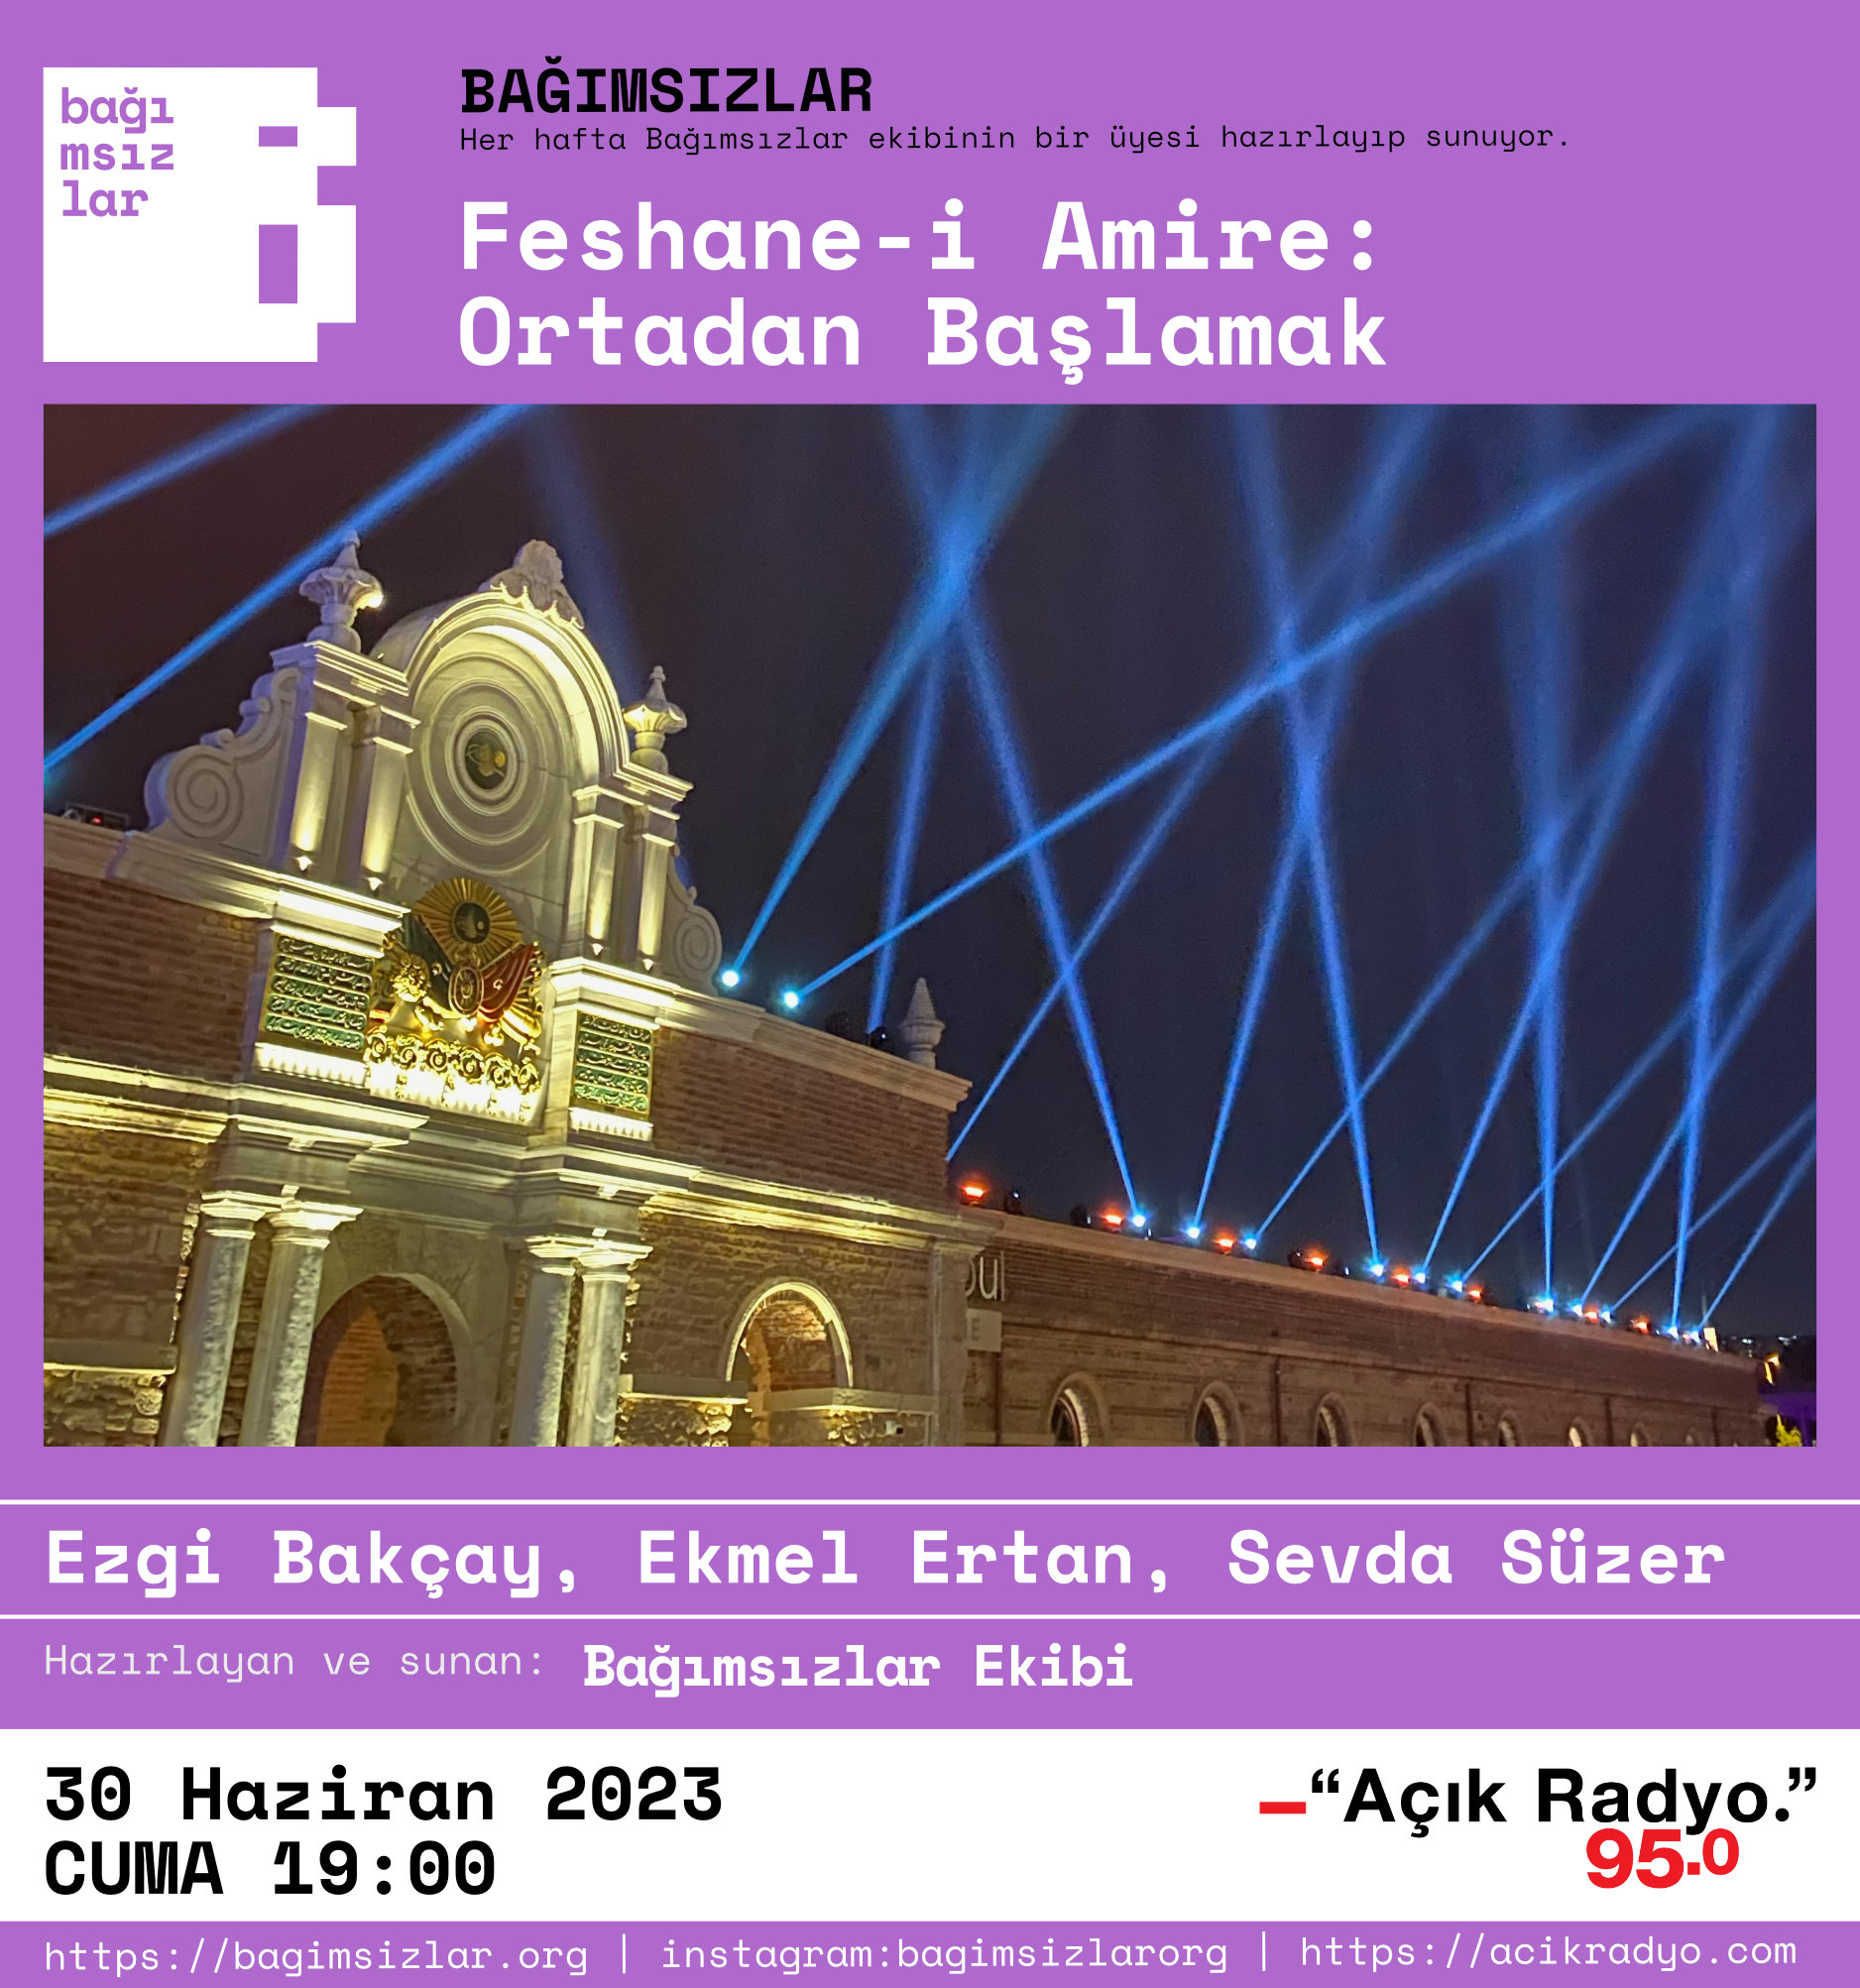 bağı
msız
lar
BAĞIMSIZLAR
Her hafta Bağımsızlar ekibinin bir üyesi hazırlayıp sunuyor.
Feshane-i Amire:
Ortadan Başlamak
Ezgi Bakçay, Ekmel Ertan, Sevda Süzer
Hazırlayan ve sunan: Bağımsızlar Ekibi
30 Haziran 2023
CUMA 19:00
“Açık Radyo.”
95.0
https://bagimsizlar.org | instagram:bagimsizlarorg | https://acikradyo.com